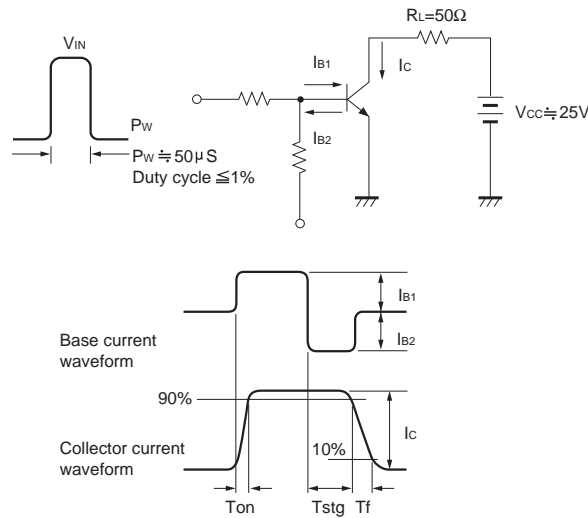 VIN
PW
PW≒50μS
Duty cycle ≦1%
RL=50Ω
IB1
IC
IB2
VCC≒25V
Base current
waveform
IB1
IB2
90%
Collector current
waveform
10%
IC
Ton
Tstg
Tf